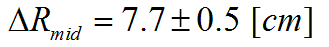 ΔR_mid = 7.7 ± 0.5 [cm]